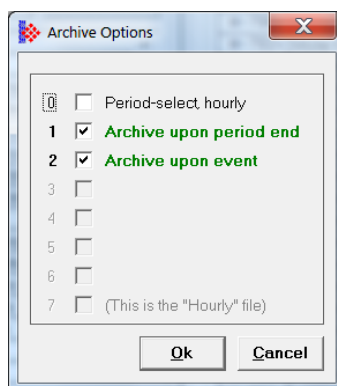 Archive Options
X
0 Period-select, hourly
1 Archive upon period end
2 Archive upon event
3
4
5
6
7 (This is the "Hourly" file)
Ok Cancel